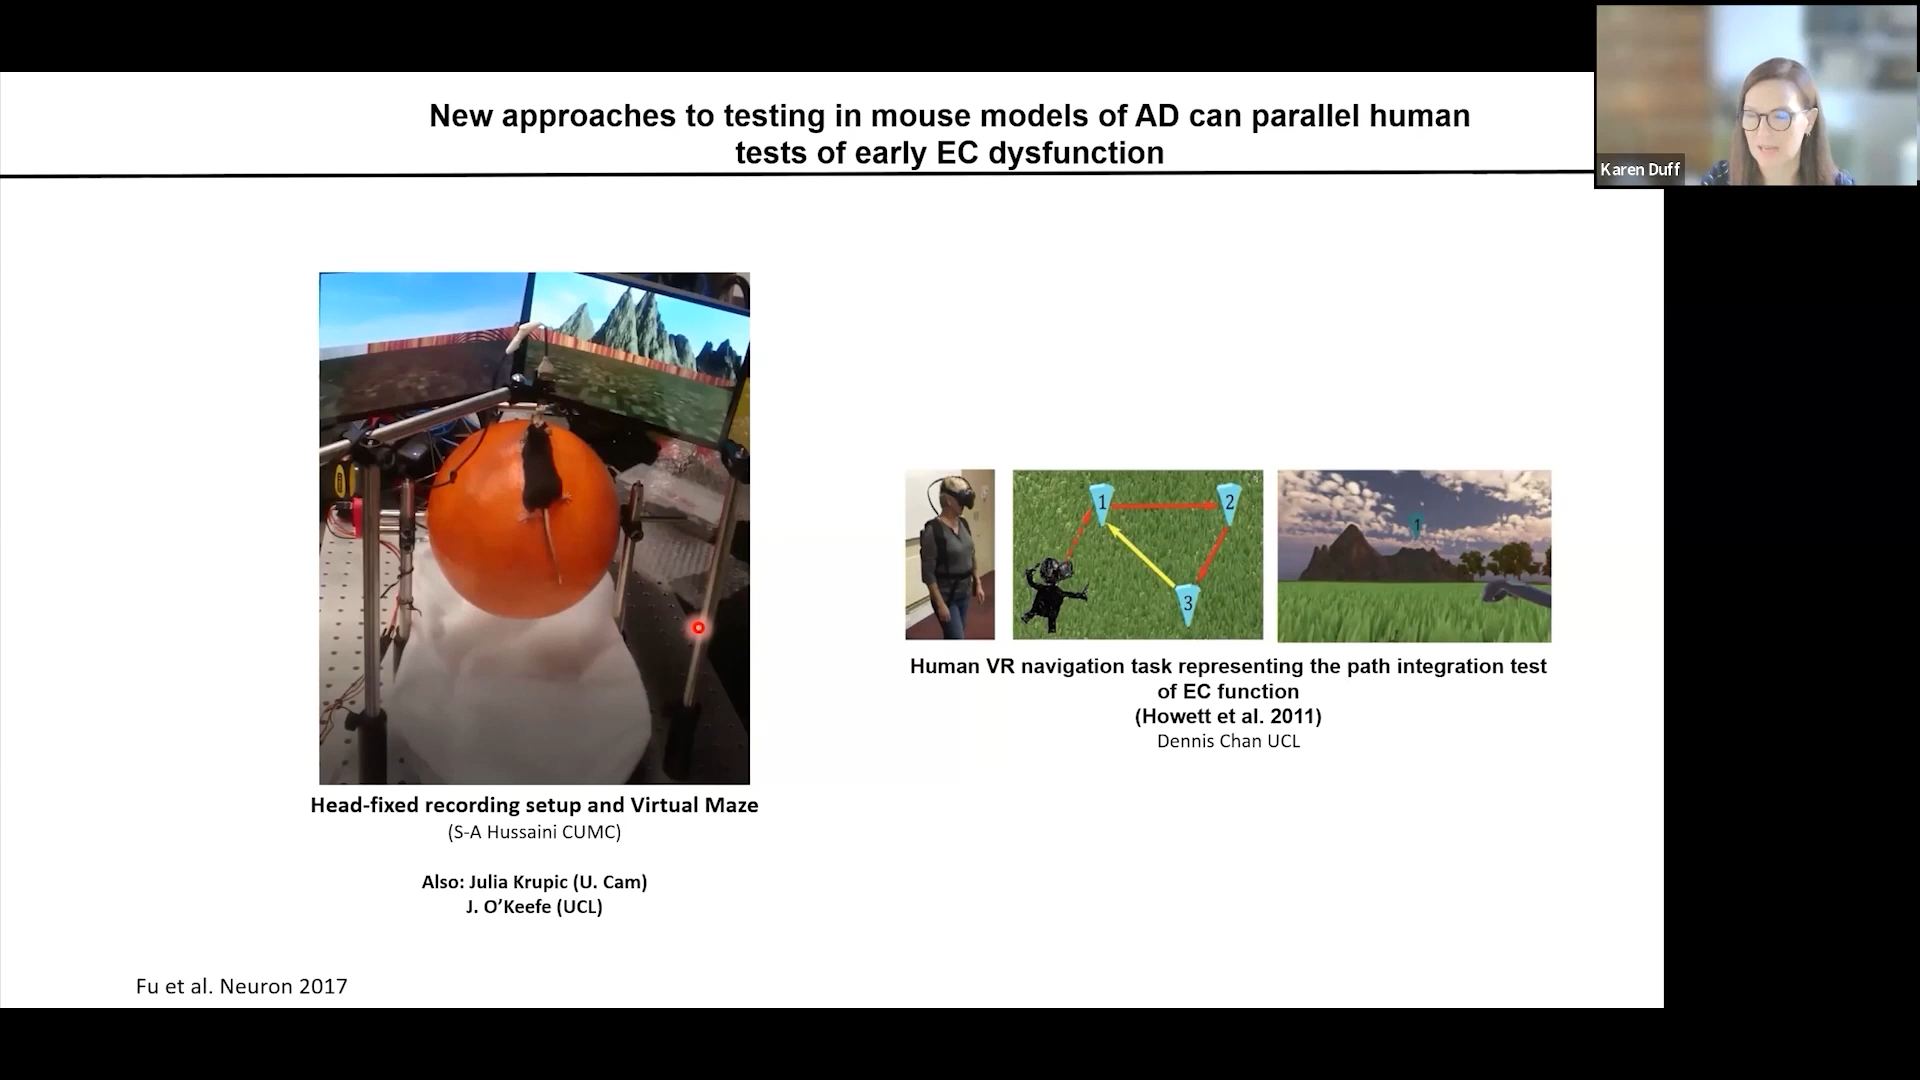 New approaches to testing in mouse models of AD can parallel human
tests of early EC dysfunction
Karen Duff
1
2
3
1
Human VR navigation task representing the path integration test
of EC function
(Howett et al. 2011)
Dennis Chan UCL
Head-fixed recording setup and Virtual Maze
(S-A Hussaini CUMC)
Also: Julia Krupic (U. Cam)
J. O’Keefe (UCL)
Fu et al. Neuron 2017